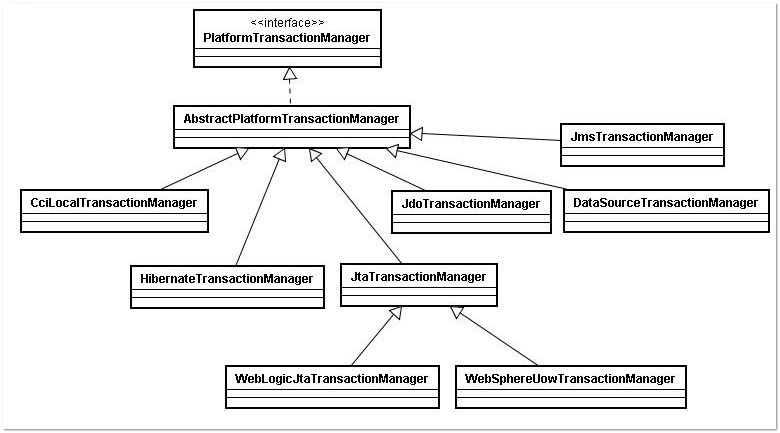 <<interface>>
PlatformTransactionManager
AbstractPlatformTransactionManager
JmsTransactionManager
CciLocalTransactionManager
JdoTransactionManager
DataSourceTransactionManager
HibernateTransactionManager
JtaTransactionManager
WebLogicJtaTransactionManager
WebSphereUowTransactionManager